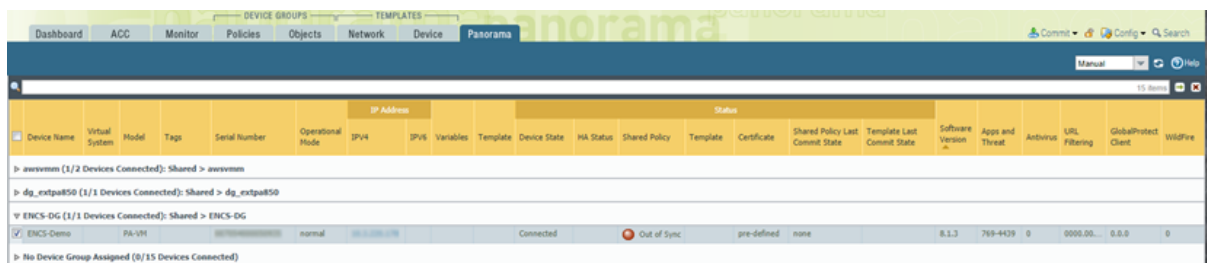 DEVICE GROUPS TEMPLATES
Dashboard ACC Monitor Policies Objects Network Device Panorama Commit Config Search
panorama
Manual Help
15 items
IP Address Status
Device Name Virtual System Model Tags Serial Number Operational Mode IPV4 IPV6 Variables Template Device State HA Status Shared Policy Template Certificate Shared Policy Last Commit State Template Last Commit State Software Version Apps and Threat Antivirus URL Filtering GlobalProtect Client WildFire
awsvmm (1/2 Devices Connected): Shared > awsvmm
dg_extpa850 (1/1 Devices Connected): Shared > dg_extpa850
ENCS-DG (1/1 Devices Connected): Shared > ENCS-DG
ENCS-Demo PA-VM normal Connected Out of Sync pre-defined none 8.1.3 769-4439 0 0000.00... 0.0.0 0
No Device Group Assigned (0/15 Devices Connected)